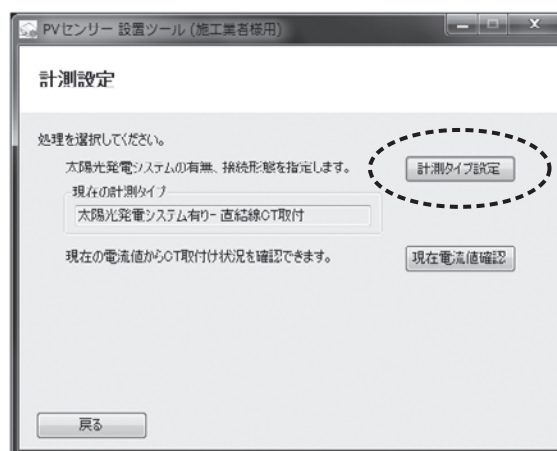 PVセンリー 設置ツール (施工業者様用)
計測設定
処理を選択してください。
太陽光発電システムの有無、接続形態を指定します。
計測タイプ設定
現在の計測タイプ
太陽光発電システム有り- 直結線CT取付
現在の電流値からCT取付け状況を確認できます。
現在電流値確認
戻る